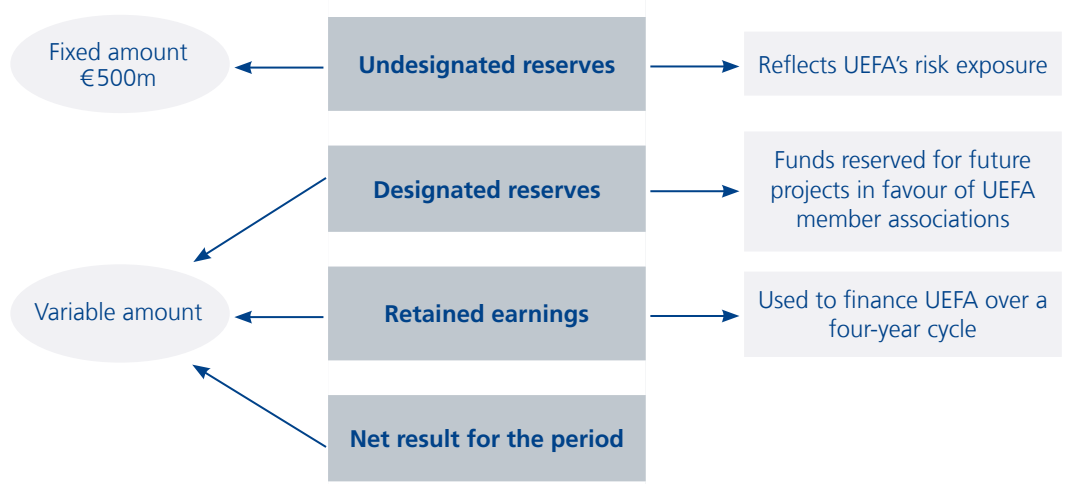 Fixed amount
€500m
Undesignated reserves
Reflects UEFA’s risk exposure
Designated reserves
Funds reserved for future
projects in favour of UEFA
member associations
Variable amount
Retained earnings
Used to finance UEFA over a
four-year cycle
Net result for the period